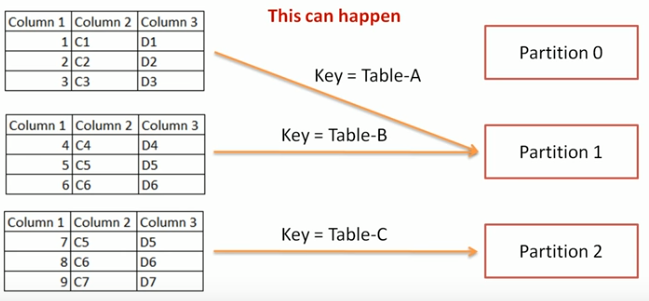 This can happen
Column 1 Column 2 Column 3
1 C1 D1
2 C2 D2
3 C3 D3
Key = Table-A
Partition 0
Column 1 Column 2 Column 3
4 C4 D4
5 C5 D5
6 C6 D6
Key = Table-B
Partition 1
Column 1 Column 2 Column 3
7 C5 D5
8 C6 D6
9 C7 D7
Key = Table-C
Partition 2